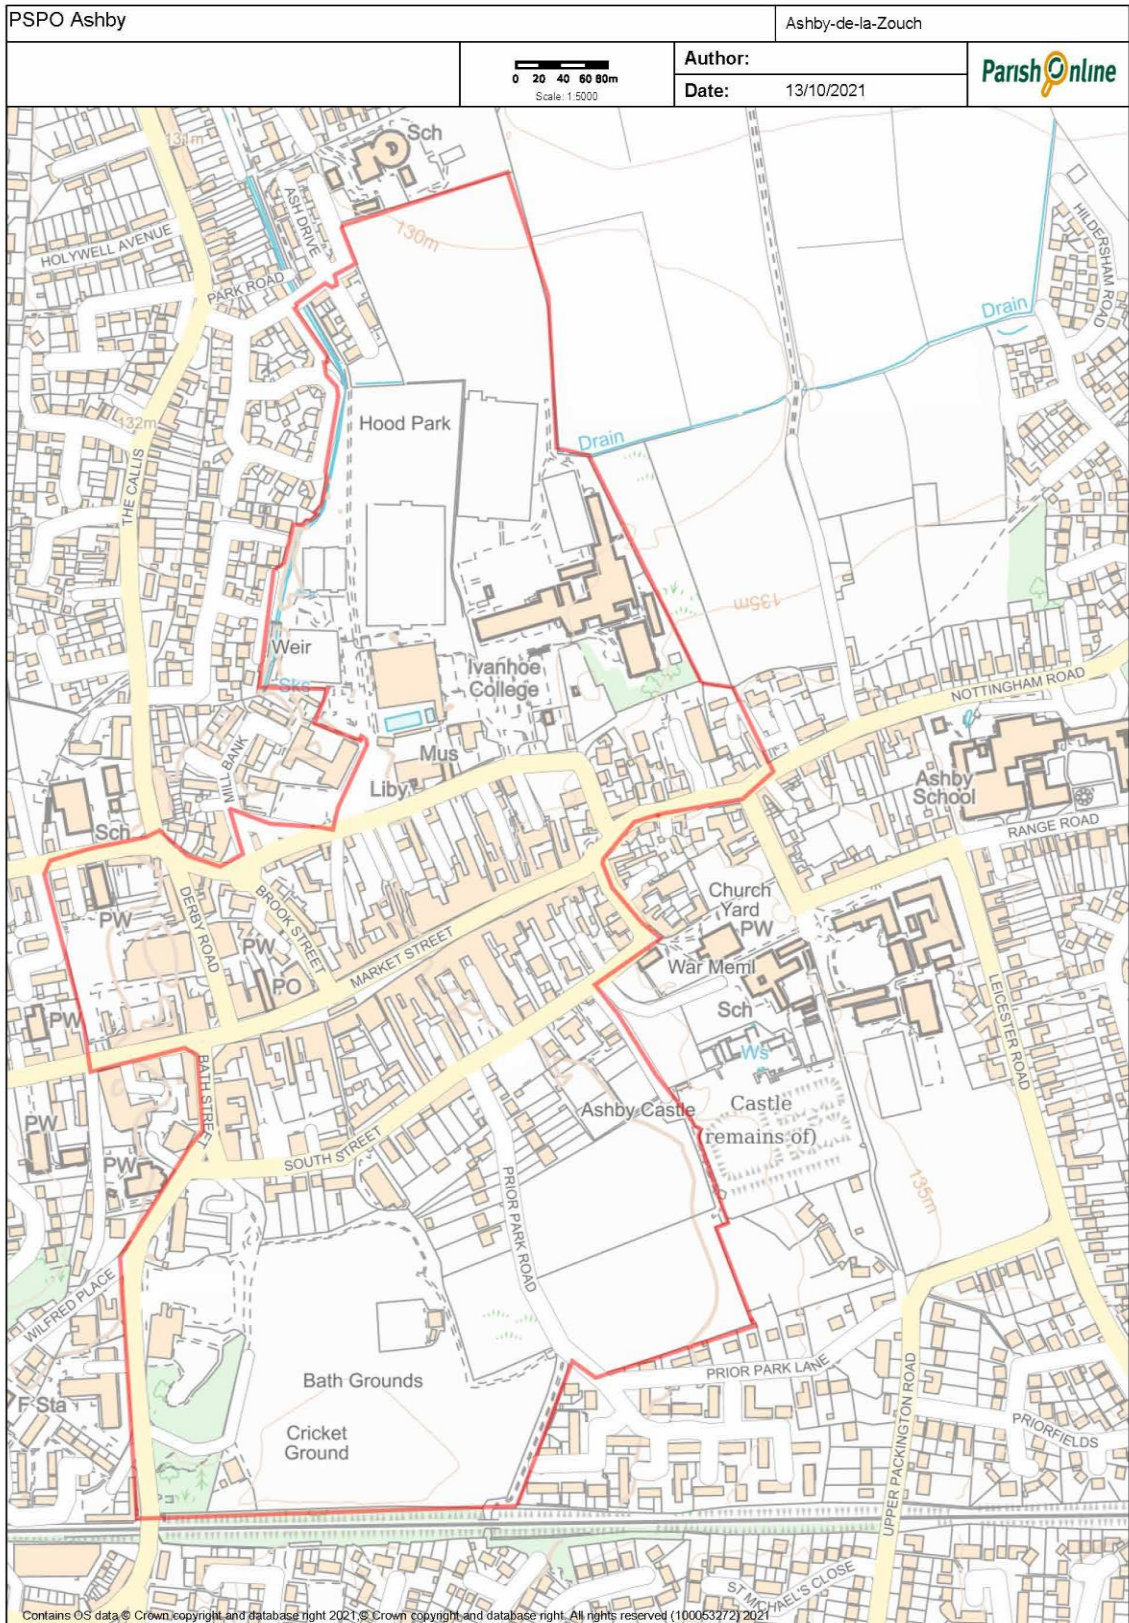 PSPO Ashby
Ashby-de-la-Zouch
0 20 40 60 80m
Scale: 1:5000
Author:
Date: 13/10/2021
Parish Online
Sch
131m
ASH DRIVE
130m
HOLYWELL AVENUE
PARK ROAD
HILDERSHAM ROAD
Drain
Hood Park
132m
Drain
THE CALLIS
135m
Weir
Sks
Ivanhoe
College
NOTTINGHAM ROAD
MILL BANK
Mus
Liby
Ashby
School
Sch
RANGE ROAD
DERBY ROAD
BROOK STREET
Church
Yard
PW
PW
PW
MARKET STREET
War Meml
PO
LEICESTER ROAD
Sch
PW
Ws
BATH STREET
Castle
Ashby Castle
(remains of)
PW
PW
SOUTH STREET
PRIOR PARK ROAD
135m
WILFRED PLACE
Bath Grounds
PRIOR PARK LANE
UPPER PACKINGTON ROAD
F Sta
Cricket
Ground
PRIORFIELDS
ST MICHAEL'S CLOSE
Contains OS data © Crown copyright and database right 2021 © Crown copyright and database right. All rights reserved (100053272) 2021